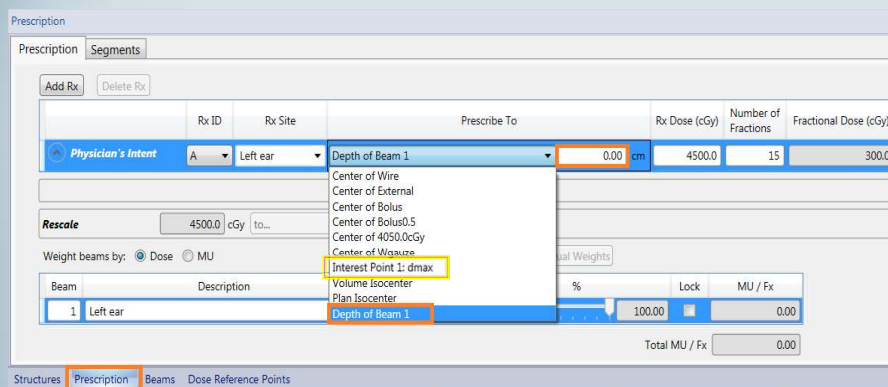 Prescription
Prescription Segments
Add Rx Delete Rx
Rx ID Rx Site Prescribe To Rx Dose (cGy) Number of Fractions Fractional Dose (cGy)
Physician's Intent A Left ear Depth of Beam 1 0.00 cm 4500.0 15 300.0
Center of Wire
Center of External
Center of Bolus
Center of Bolus0.5
Center of 4050.0cGy
Center of Wgauze
Interest Point 1: dmax
Volume Isocenter
Plan Isocenter
Depth of Beam 1
Rescale 4500.0 cGy to...
Weight beams by: Dose MU ual Weights
Beam Description % Lock MU / Fx
1 Left ear 100.00 0.00
Total MU / Fx 0.00
Structures Prescription Beams Dose Reference Points